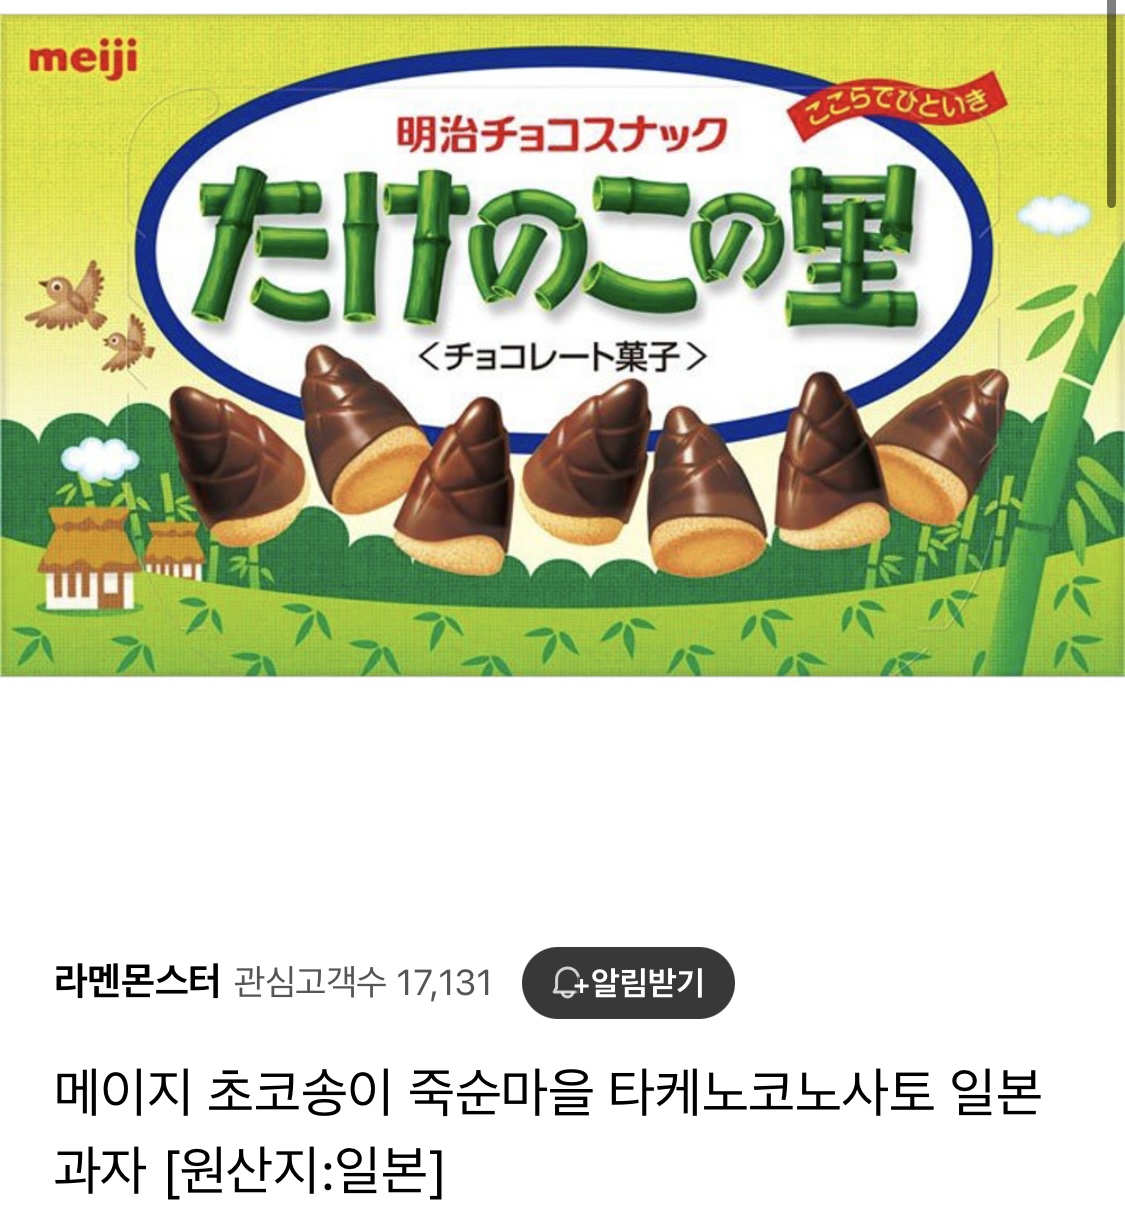 meiji
ここらでひといき
明治チョコスナック
たけのこの里
<チョコレート菓子>
라멘몬스터 관심고객수 17,131 +알림받기
메이지 초코송이 죽순마을 타케노코노사토 일본
과자 [원산지:일본]